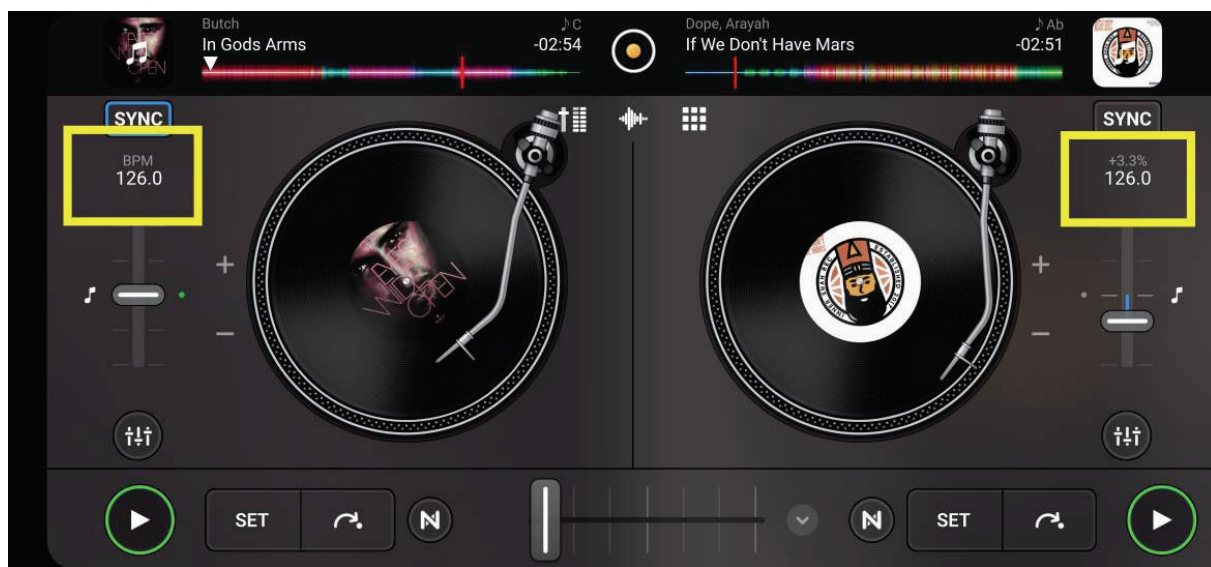 Butch
In Gods Arms
♪ C
-02:54
Dope, Arayah
If We Don't Have Mars
♪ Ab
-02:51
SYNC
BPM
126.0
SYNC
+3.3%
126.0
+
−
+
−
SET
N
N
SET